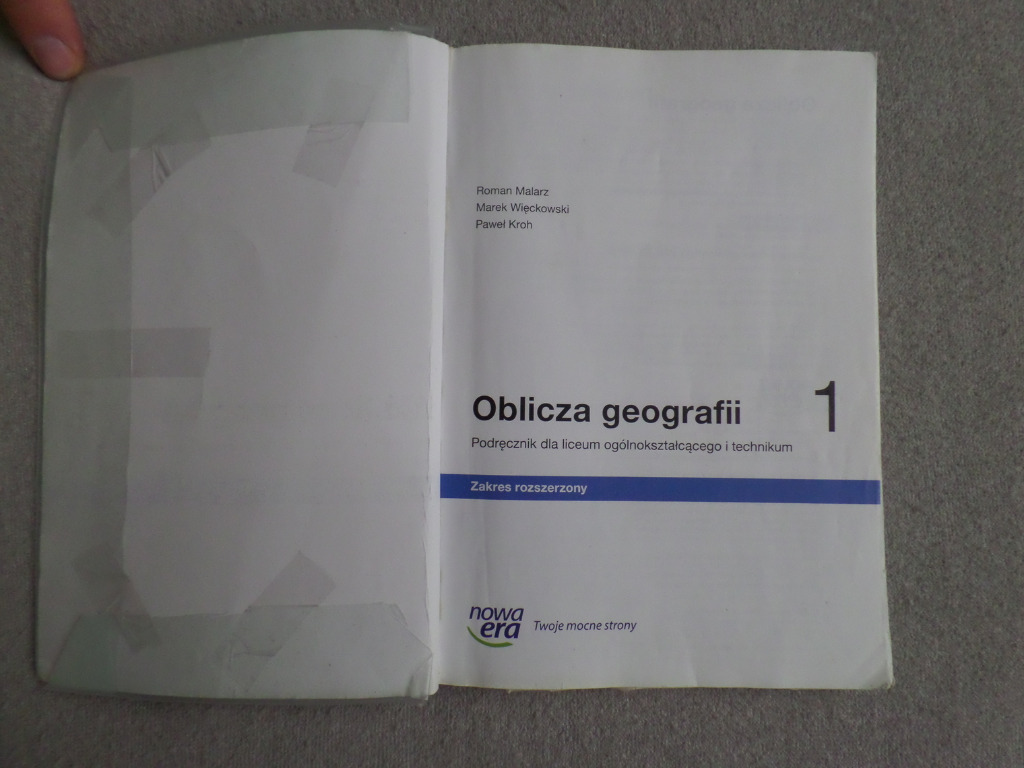 Roman Malarz
Marek Więckowski
Paweł Kroh
Oblicza geografii 1
Podręcznik dla liceum ogólnokształcącego i technikum
Zakres rozszerzony
nowa
era
Twoje mocne strony